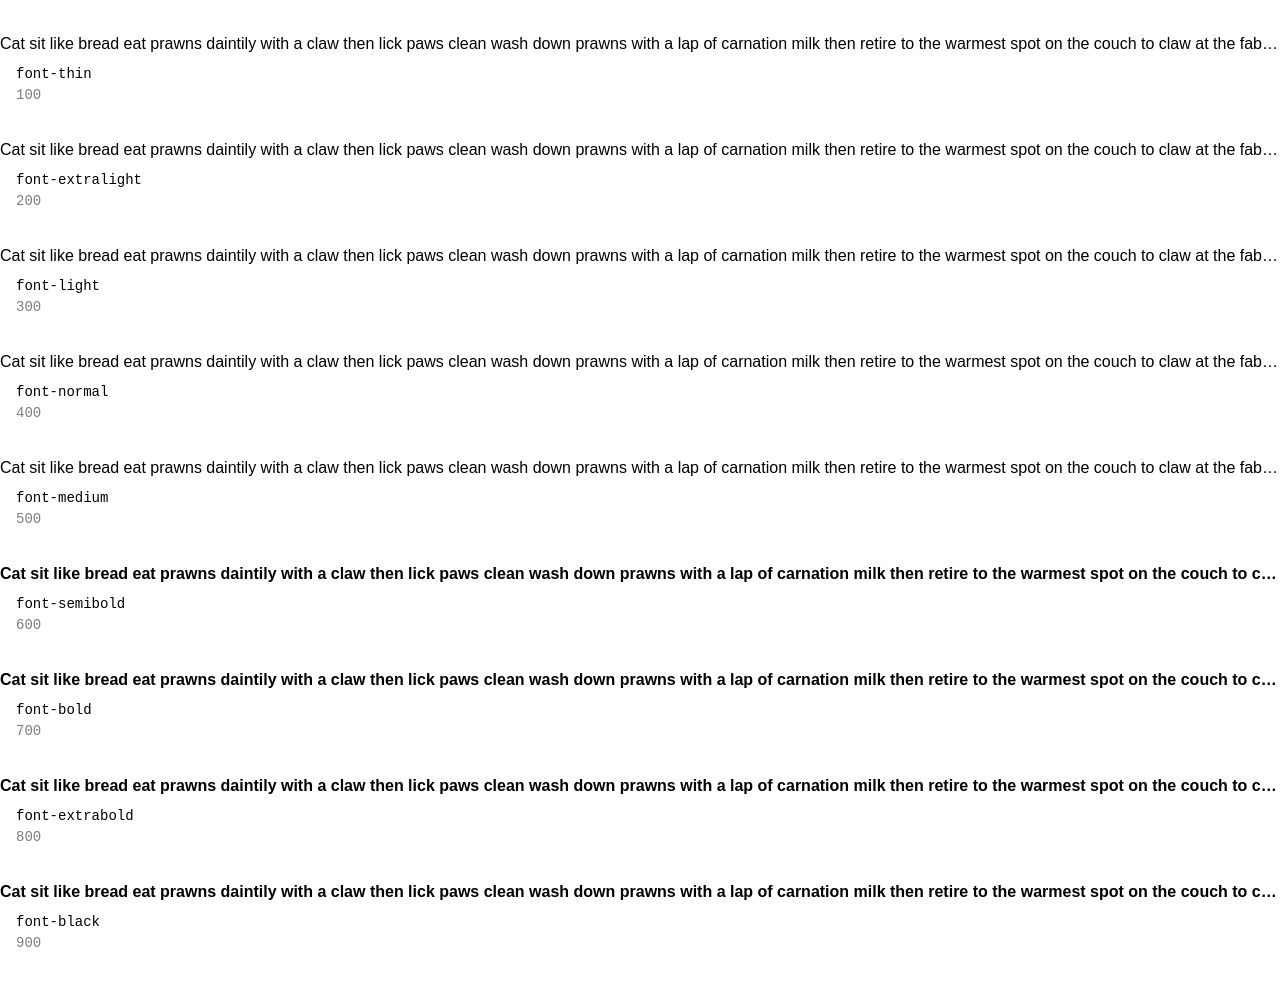 Cat sit like bread eat prawns daintily with a claw then lick paws clean wash down prawns with a lap of carnation milk then retire to the warmest spot on the couch to claw at the fab…
font-thin
100
Cat sit like bread eat prawns daintily with a claw then lick paws clean wash down prawns with a lap of carnation milk then retire to the warmest spot on the couch to claw at the fab…
font-extralight
200
Cat sit like bread eat prawns daintily with a claw then lick paws clean wash down prawns with a lap of carnation milk then retire to the warmest spot on the couch to claw at the fab…
font-light
300
Cat sit like bread eat prawns daintily with a claw then lick paws clean wash down prawns with a lap of carnation milk then retire to the warmest spot on the couch to claw at the fab…
font-normal
400
Cat sit like bread eat prawns daintily with a claw then lick paws clean wash down prawns with a lap of carnation milk then retire to the warmest spot on the couch to claw at the fab…
font-medium
500
Cat sit like bread eat prawns daintily with a claw then lick paws clean wash down prawns with a lap of carnation milk then retire to the warmest spot on the couch to c…
font-semibold
600
Cat sit like bread eat prawns daintily with a claw then lick paws clean wash down prawns with a lap of carnation milk then retire to the warmest spot on the couch to c…
font-bold
700
Cat sit like bread eat prawns daintily with a claw then lick paws clean wash down prawns with a lap of carnation milk then retire to the warmest spot on the couch to c…
font-extrabold
800
Cat sit like bread eat prawns daintily with a claw then lick paws clean wash down prawns with a lap of carnation milk then retire to the warmest spot on the couch to c…
font-black
900